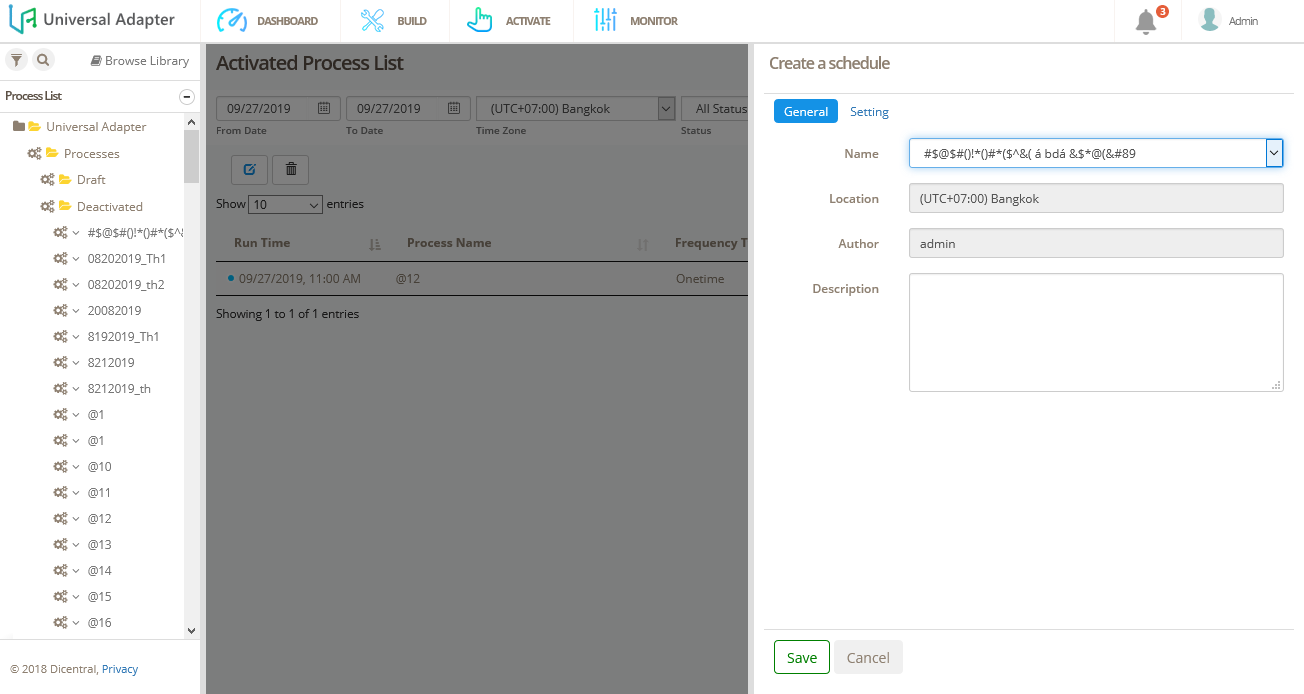 Universal Adapter
DASHBOARD
BUILD
ACTIVATE
MONITOR
3
Admin
Browse Library
Process List
Universal Adapter
Processes
Draft
Deactivated
#$@$#()!*()#*($^&
08202019_Th1
08202019_th2
20082019
8192019_Th1
8212019
8212019_th
@1
@1
@10
@11
@12
@13
@14
@15
@16
© 2018 Dicentral, Privacy
Activated Process List
09/27/2019
09/27/2019
(UTC+07:00) Bangkok
All Status
From Date
To Date
Time Zone
Status
Show 10 entries
Run Time
Process Name
Frequency T
09/27/2019, 11:00 AM
@12
Onetime
Showing 1 to 1 of 1 entries
Create a schedule
General
Setting
Name
#$@$#()!*()#*($^&( á bdá &$*@(&#89
Location
(UTC+07:00) Bangkok
Author
admin
Description
Save
Cancel